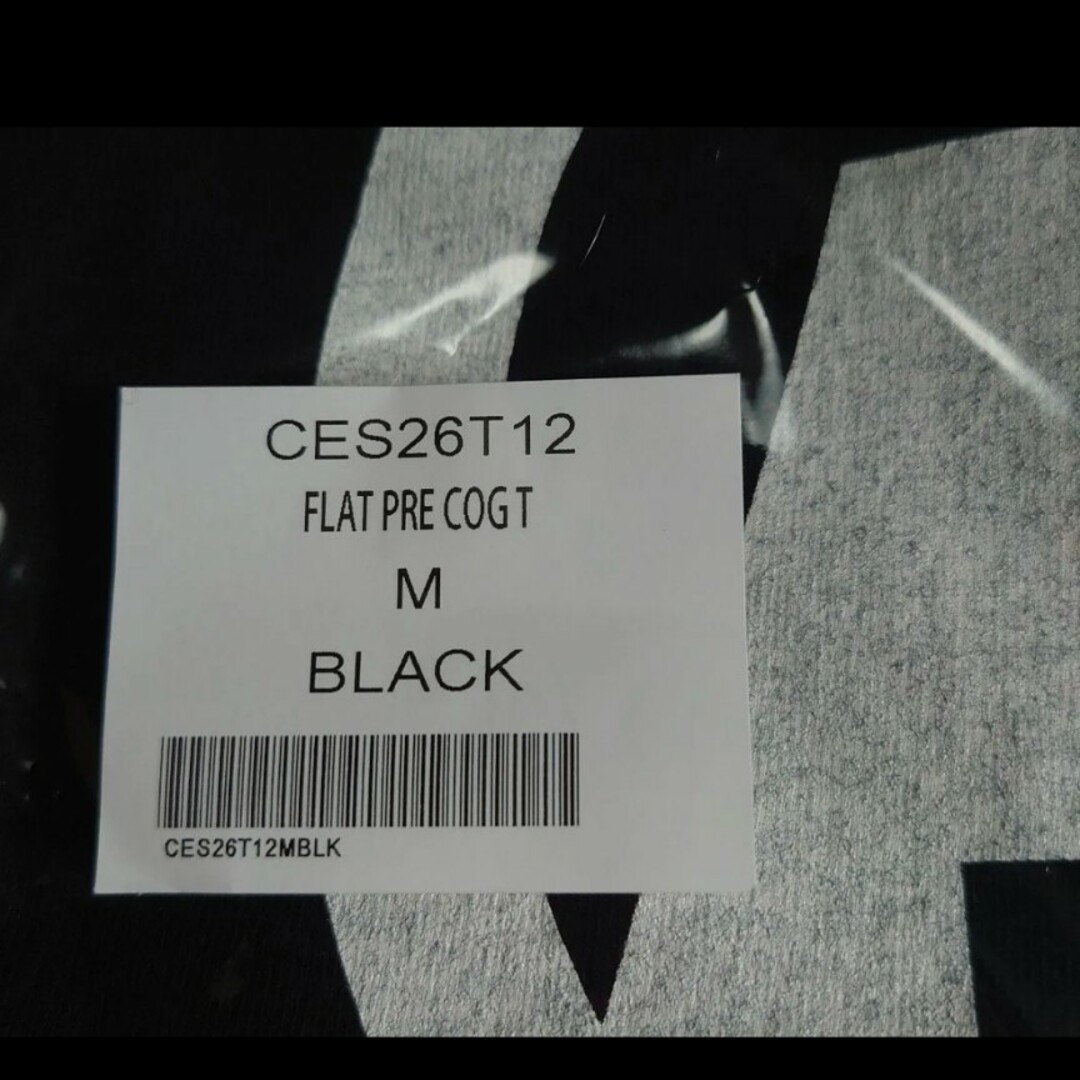 CES26T12
FLAT PRE COG T
M
BLACK
CES26T12MBLK